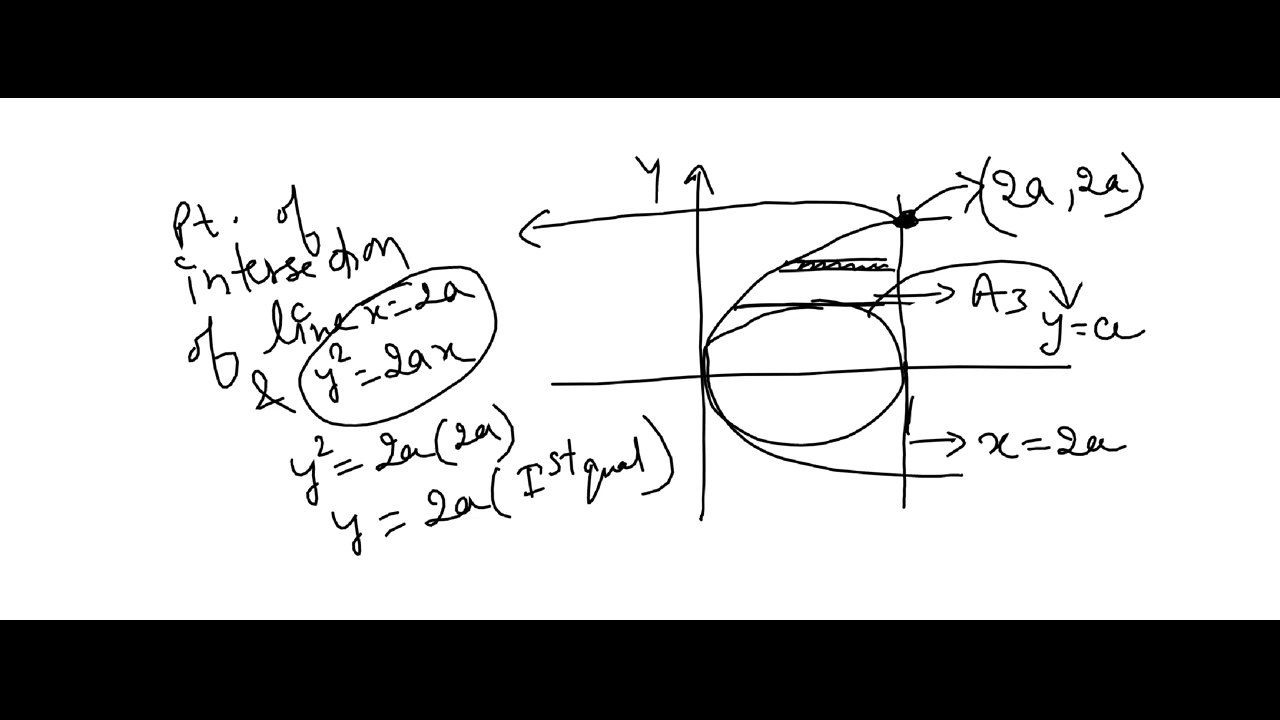 Pt. of
intersection
of line x=2a
& y²=2ax
y²=2a(2a)
y=2a(Ist quad)
Y
(2a,2a)
A3
y=a
x=2a